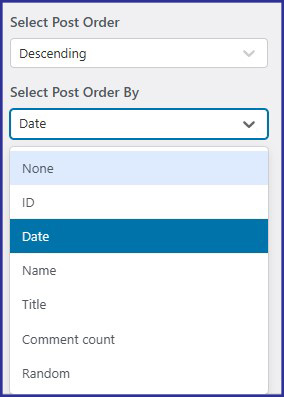 Select Post Order
Descending
Select Post Order By
Date
None
ID
Date
Name
Title
Comment count
Random